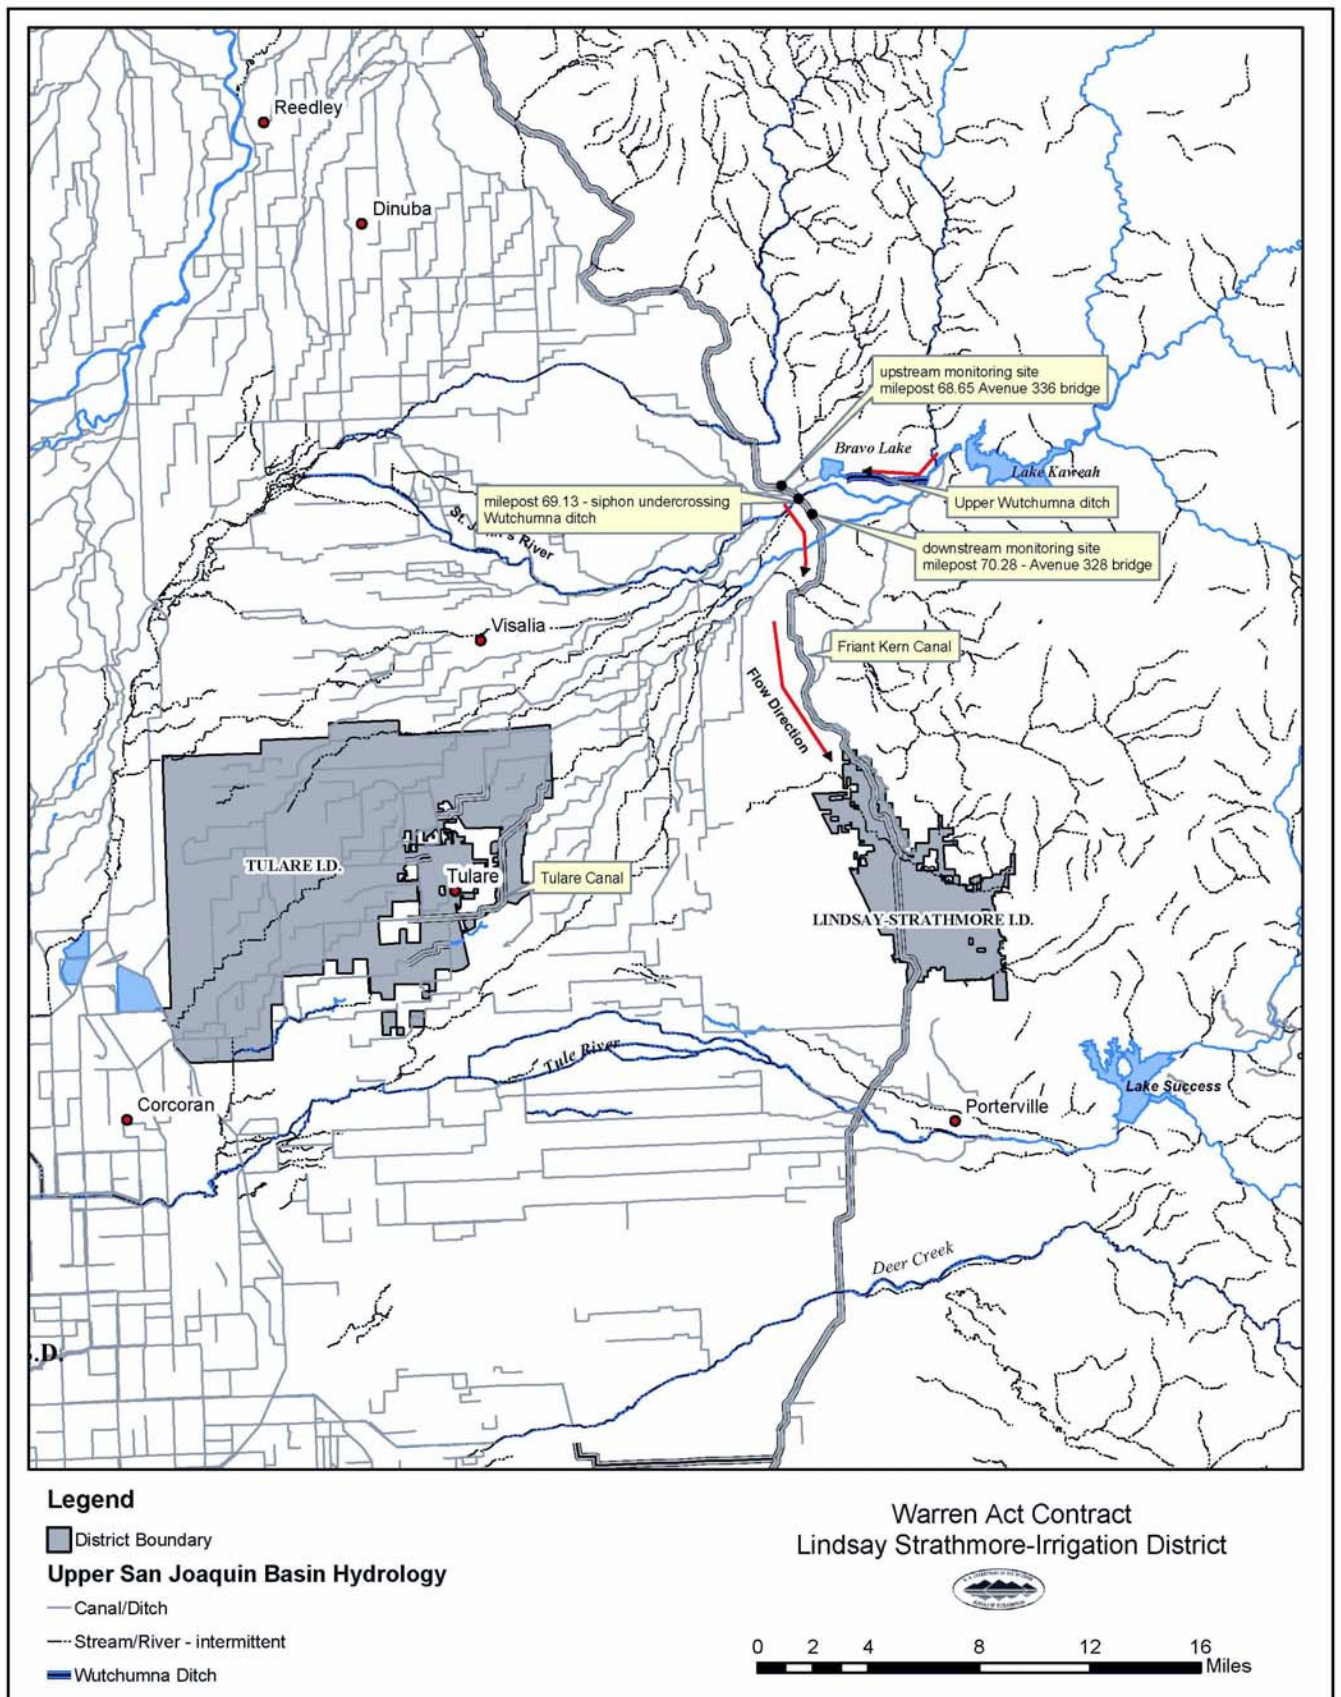 Reedley
Dinuba
upstream monitoring site
milepost 68.65 Avenue 336 bridge
Bravo Lake
Lake Kaweah
milepost 69.13 - siphon undercrossing
Wutchumna ditch
Upper Wutchumna ditch
St. J
n's River
downstream monitoring site
milepost 70.28 - Avenue 328 bridge
Visalia
Friant Kern Canal
Flow Direction
TULARE I.D.
Tulare
Tulare Canal
LINDSAY-STRATHMORE I.D.
Tule River
Lake Success
Corcoran
Porterville
Deer Creek
.D.
Legend
District Boundary
Upper San Joaquin Basin Hydrology
Canal/Ditch
Stream/River - intermittent
Wutchumna Ditch
Warren Act Contract
Lindsay Strathmore-Irrigation District
0 2 4 8 12 16
Miles